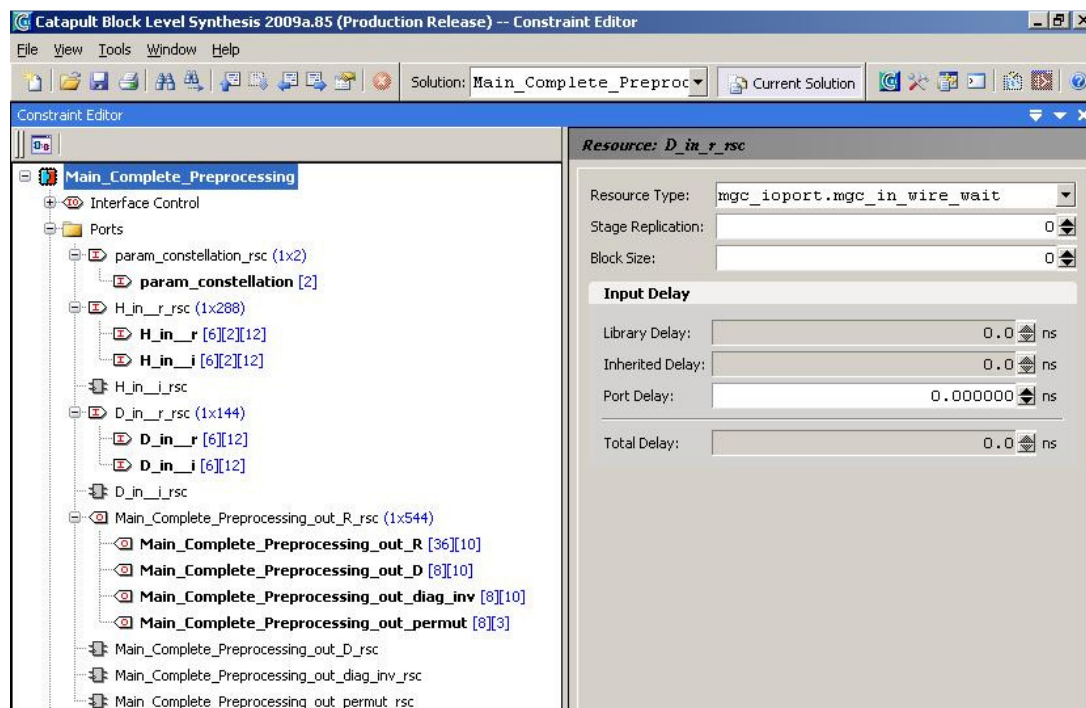 Catapult Block Level Synthesis 2009a.85 (Production Release) -- Constraint Editor
File View Tools Window Help
Solution: Main_Complete_Preproc Current Solution
Constraint Editor
Main_Complete_Preprocessing
Interface Control
Ports
param_constellation_rsc (1x2)
param_constellation [2]
H_in__r_rsc (1x288)
H_in__r [6][2][12]
H_in__i [6][2][12]
H_in__i_rsc
D_in__r_rsc (1x144)
D_in__r [6][12]
D_in__i [6][12]
D_in__i_rsc
Main_Complete_Preprocessing_out_R_rsc (1x544)
Main_Complete_Preprocessing_out_R [36][10]
Main_Complete_Preprocessing_out_D [8][10]
Main_Complete_Preprocessing_out_diag_inv [8][10]
Main_Complete_Preprocessing_out_permut [8][3]
Main_Complete_Preprocessing_out_D_rsc
Main_Complete_Preprocessing_out_diag_inv_rsc
Main_Complete_Preprocessing_out_permut_rsc
Resource: D_in_r_rsc
Resource Type: mgc_ioport.mgc_in_wire_wait
Stage Replication: 0
Block Size: 0
Input Delay
Library Delay: 0.0 ns
Inherited Delay: 0.0 ns
Port Delay: 0.000000 ns
Total Delay: 0.0 ns